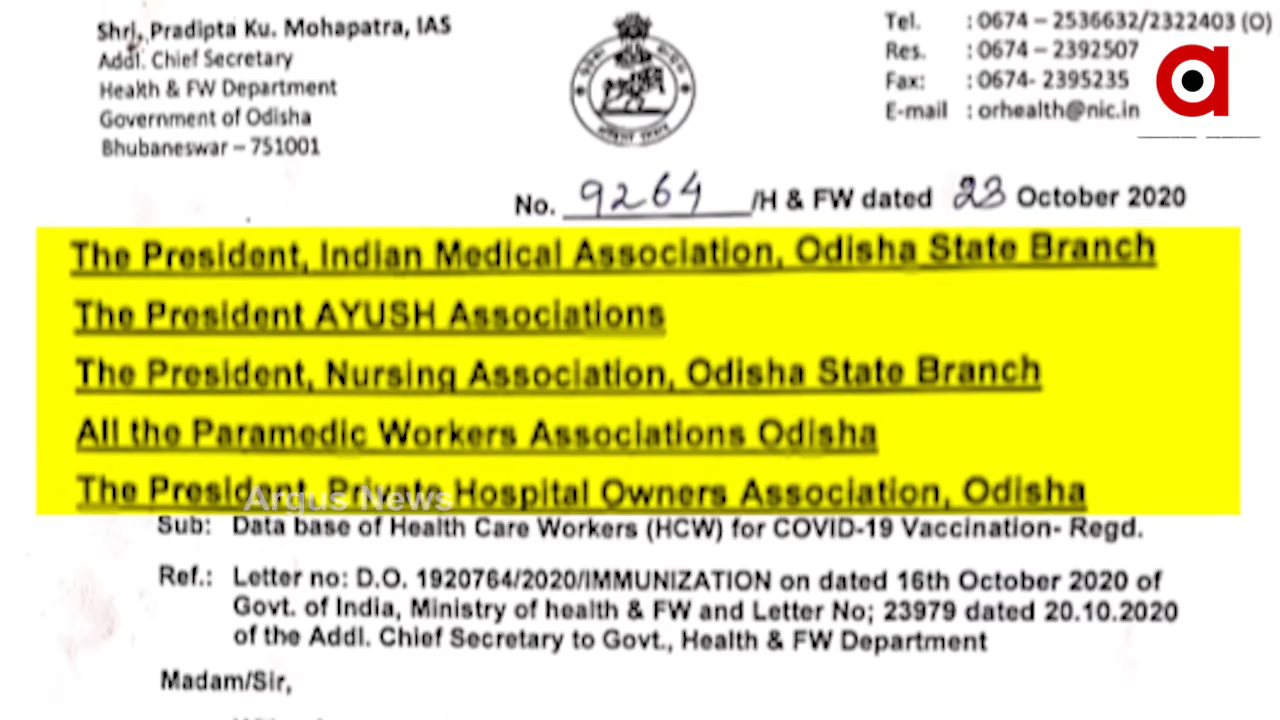 Shri. Pradipta Ku. Mohapatra, IAS
Addl. Chief Secretary
Health & FW Department
Government of Odisha
Bhubaneswar – 751001
Tel. : 0674 – 2536632/2322403 (O)
Res. : 0674 – 2392507
Fax: : 0674- 2395235
E-mail : orhealth@nic.in
a
No. 9264 /H & FW dated 23 October 2020
The President, Indian Medical Association, Odisha State Branch
The President AYUSH Associations
The President, Nursing Association, Odisha State Branch
All the Paramedic Workers Associations Odisha
The President, Private Hospital Owners Association, Odisha
Argus News
Sub: Data base of Health Care Workers (HCW) for COVID-19 Vaccination- Regd.
Ref.: Letter no: D.O. 1920764/2020/IMMUNIZATION on dated 16th October 2020 of
Govt. of India, Ministry of health & FW and Letter No; 23979 dated 20.10.2020
of the Addl. Chief Secretary to Govt., Health & FW Department
Madam/Sir,